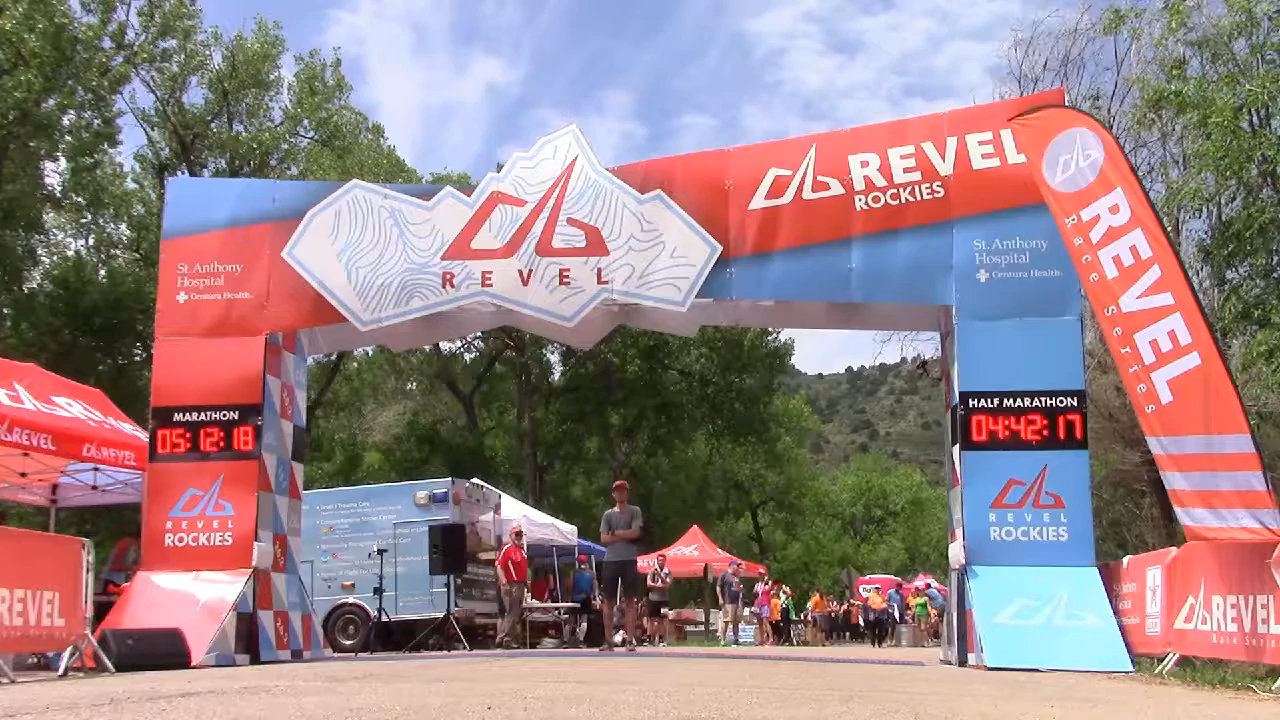 REVEL
ROCKIES
REVEL
REVEL
Race Series
St. Anthony
Hospital
Centura Health.
St. Anthony
Hospital
Centura Health.
MARATHON
05:12:18
HALF MARATHON
04:42:17
REVEL
ROCKIES
REVEL
ROCKIES
REVEL
REVEL
REVEL
REVEL
Race Series